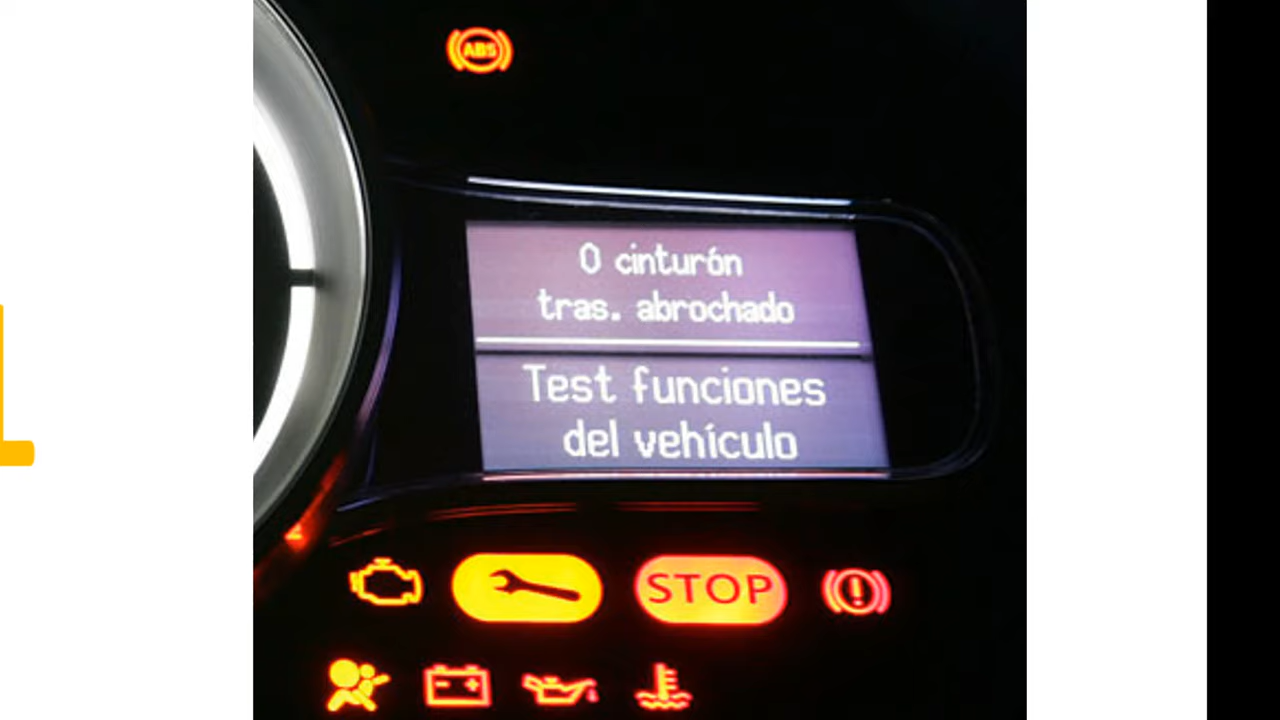 ABS
0 cinturón
tras. abrochado
Test funciones
del vehículo
STOP